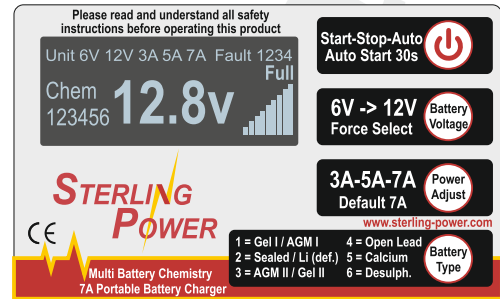 Please read and understand all safety
instructions before operating this product
Unit 6V 12V 3A 5A 7A Fault 1234
Full
Chem
123456
12.8v
Start-Stop-Auto
Auto Start 30s
6V -> 12V
Force Select
Battery
Voltage
3A-5A-7A
Default 7A
Power
Adjust
www.sterling-power.com
STERLING
POWER
CE
1 = Gel I / AGM I
2 = Sealed / Li (def.)
3 = AGM II / Gel II
4 = Open Lead
5 = Calcium
6 = Desulph.
Battery
Type
Multi Battery Chemistry
7A Portable Battery Charger